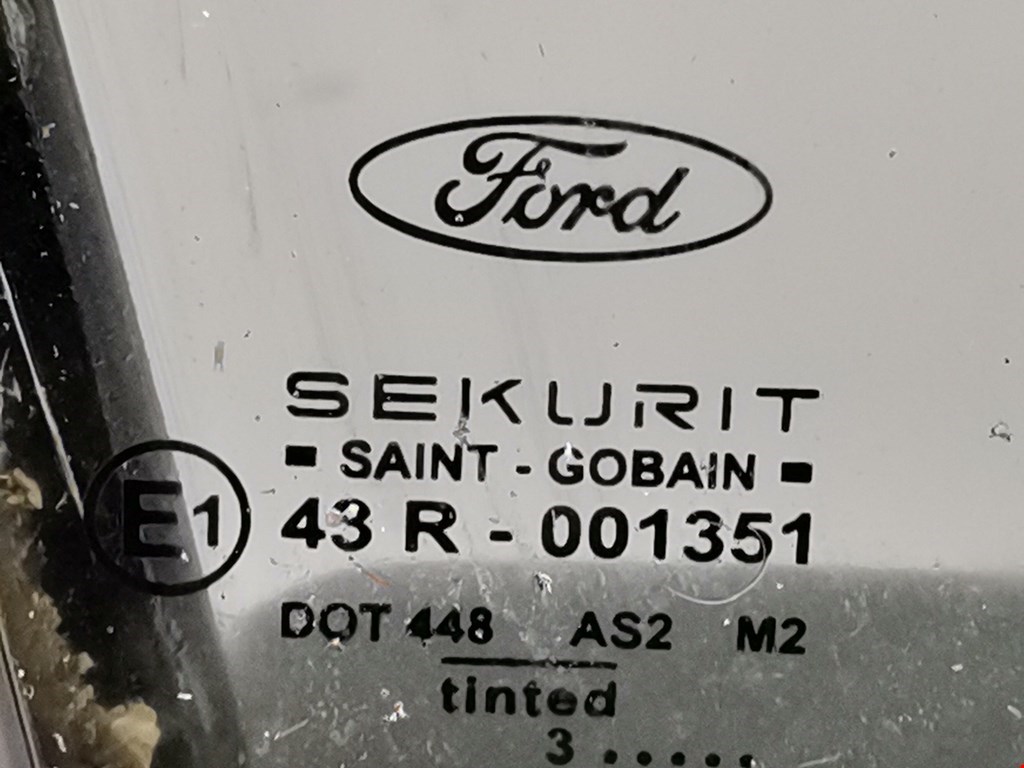 Ford
SEKURIT
▪ SAINT - GOBAIN ▪
E1 43 R - 001351
DOT 448 AS2 M2
tinted
3 .....